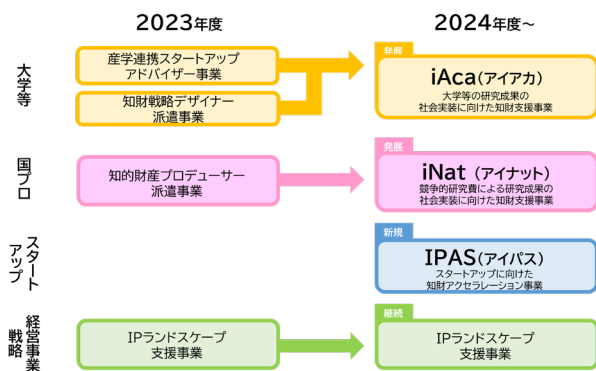 2023年度
2024年度～
大学等
産学連携スタートアップ
アドバイザー事業
知財戦略デザイナー
派遣事業
発展
iAca(アイアカ)
大学等の研究成果の
社会実装に向けた知財支援事業
国プロ
知的財産プロデューサー
派遣事業
発展
iNat (アイナット)
競争的研究費による研究成果の
社会実装に向けた知財支援事業
スタート
アップ
新規
IPAS(アイパス)
スタートアップに向けた
知財アクセラレーション事業
経営事業
戦略
IPランドスケープ
支援事業
継続
IPランドスケープ
支援事業